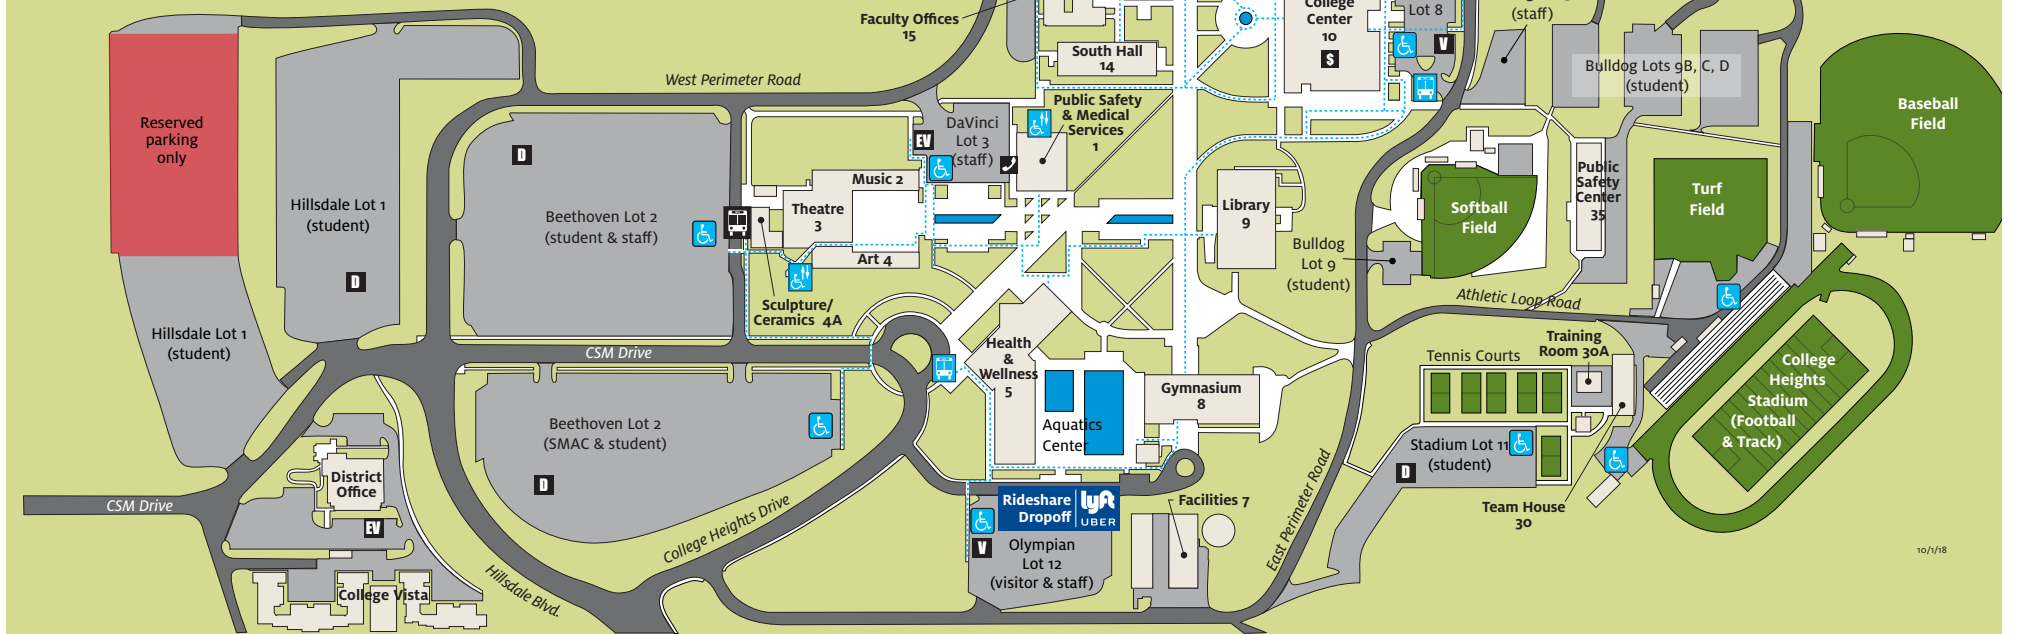 Faculty Offices
15
College
Center
10
$
Lot 8
V
(staff)
South Hall
14
West Perimeter Road
Bulldog Lots 9B, C, D
(student)
Baseball
Field
Reserved
parking
only
D
EV
DaVinci
Lot 3
(staff)
Public Safety
& Medical
Services
1
Music 2
Theatre
3
Art 4
Sculpture/
Ceramics 4A
Hillsdale Lot 1
(student)
D
Beethoven Lot 2
(student & staff)
Library
9
Bulldog
Lot 9
(student)
Softball
Field
Public
Safety
Center
35
Turf
Field
Athletic Loop Road
Hillsdale Lot 1
(student)
CSM Drive
Health
&
Wellness
5
Aquatics
Center
Gymnasium
8
Training
Room 30A
Tennis Courts
College
Heights
Stadium
(Football
& Track)
Beethoven Lot 2
(SMAC & student)
D
Stadium Lot 11
(student)
D
Team House
30
District
Office
EV
CSM Drive
College Heights Drive
Hillsdale Blvd.
College Vista
Rideshare
Dropoff
lyft
UBER
V
Olympian
Lot 12
(visitor & staff)
Facilities 7
East Perimeter Road
10/1/18